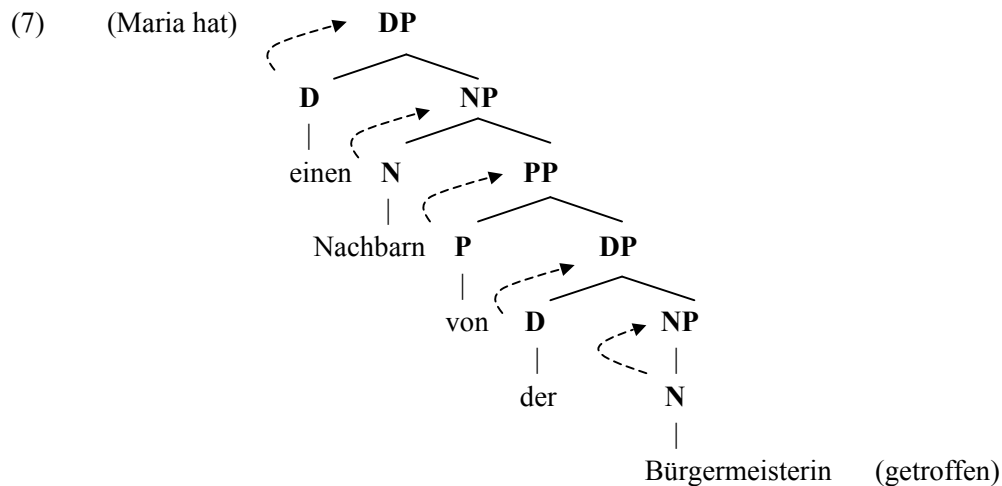 (7) (Maria hat) DP
D NP
einen N PP
Nachbarn P DP
von D NP
der N
Bürgermeisterin (getroffen)